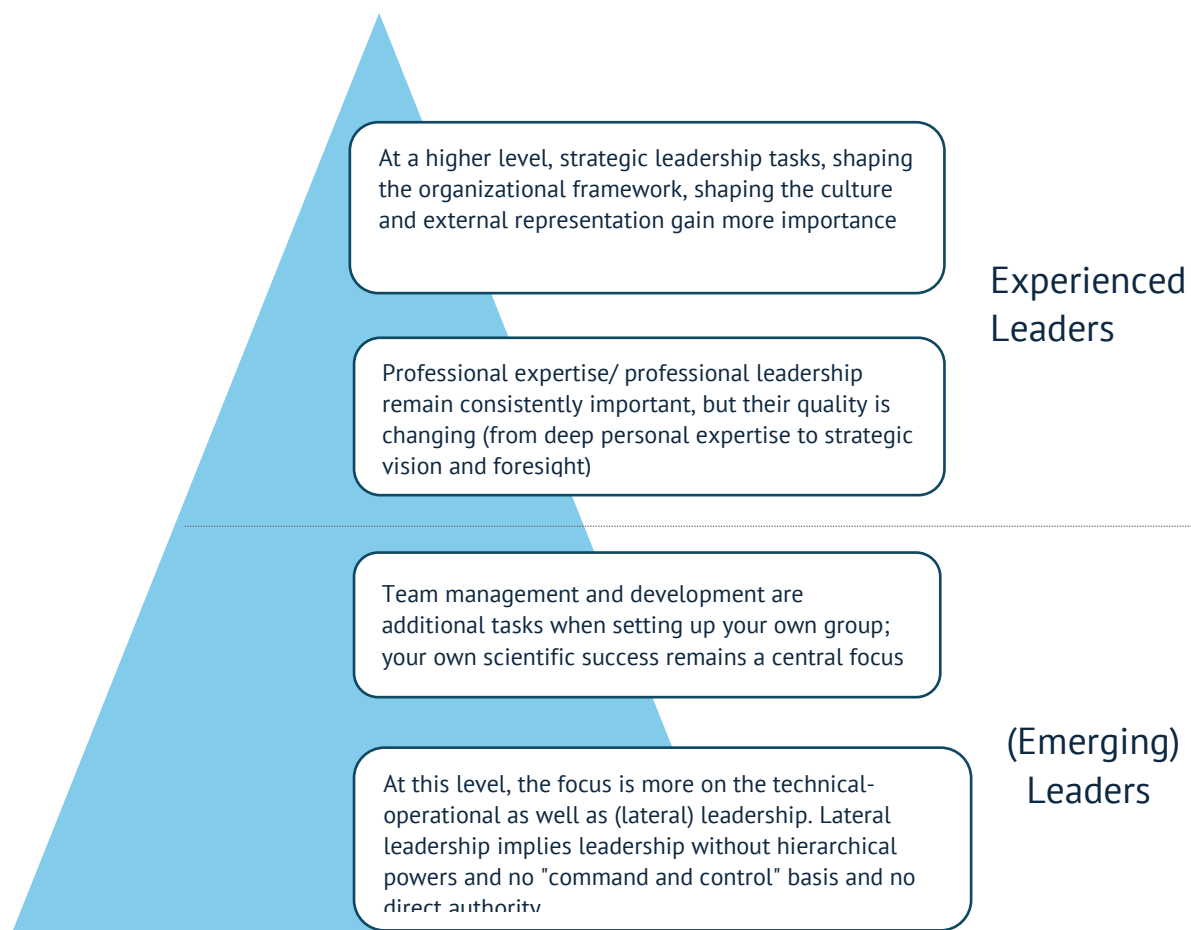 At a higher level, strategic leadership tasks, shaping
the organizational framework, shaping the culture
and external representation gain more importance
Experienced
Leaders
Professional expertise/ professional leadership
remain consistently important, but their quality is
changing (from deep personal expertise to strategic
vision and foresight)
Team management and development are
additional tasks when setting up your own group;
your own scientific success remains a central focus
(Emerging)
Leaders
At this level, the focus is more on the technical-
operational as well as (lateral) leadership. Lateral
leadership implies leadership without hierarchical
powers and no "command and control" basis and no
direct authority